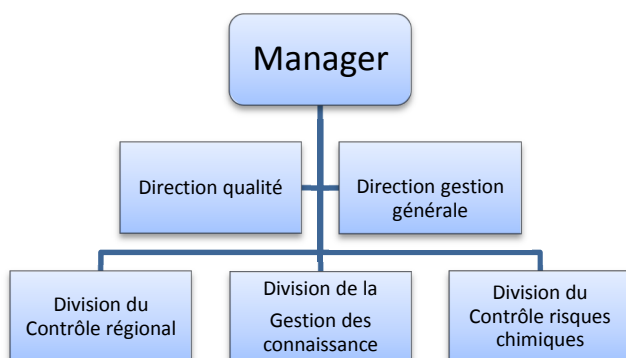 Manager
Direction qualité
Direction gestion
générale
Division du
Contrôle régional
Division de la
Gestion des
connaissance
Division du
Contrôle risques
chimiques